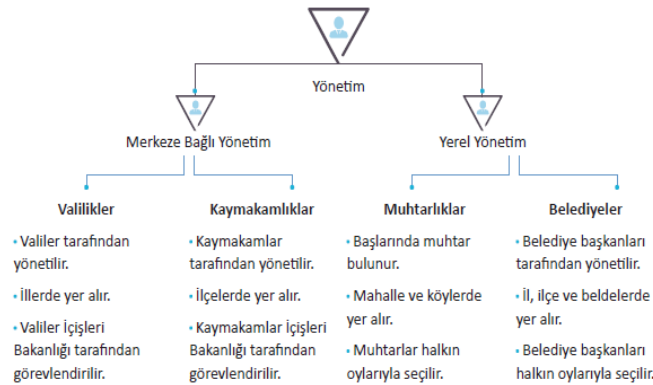 Yönetim
Merkeze Bağlı Yönetim
Yerel Yönetim
Valilikler
• Valiler tarafından
yönetilir.
• İllerde yer alır.
• Valiler İçişleri
Bakanlığı tarafından
görevlendirilir.
Kaymakamlıklar
• Kaymakamlar
tarafından yönetilir.
• İlçelerde yer alır.
• Kaymakamlar İçişleri
Bakanlığı tarafından
görevlendirilir.
Muhtarlıklar
• Başlarında muhtar
bulunur.
• Mahalle ve köylerde
yer alır.
• Muhtarlar halkın
oylarıyla seçilir.
Belediyeler
• Belediye başkanları
tarafından yönetilir.
• İl, ilçe ve beldelerde
yer alır.
• Belediye başkanları
halkın oylarıyla seçilir.